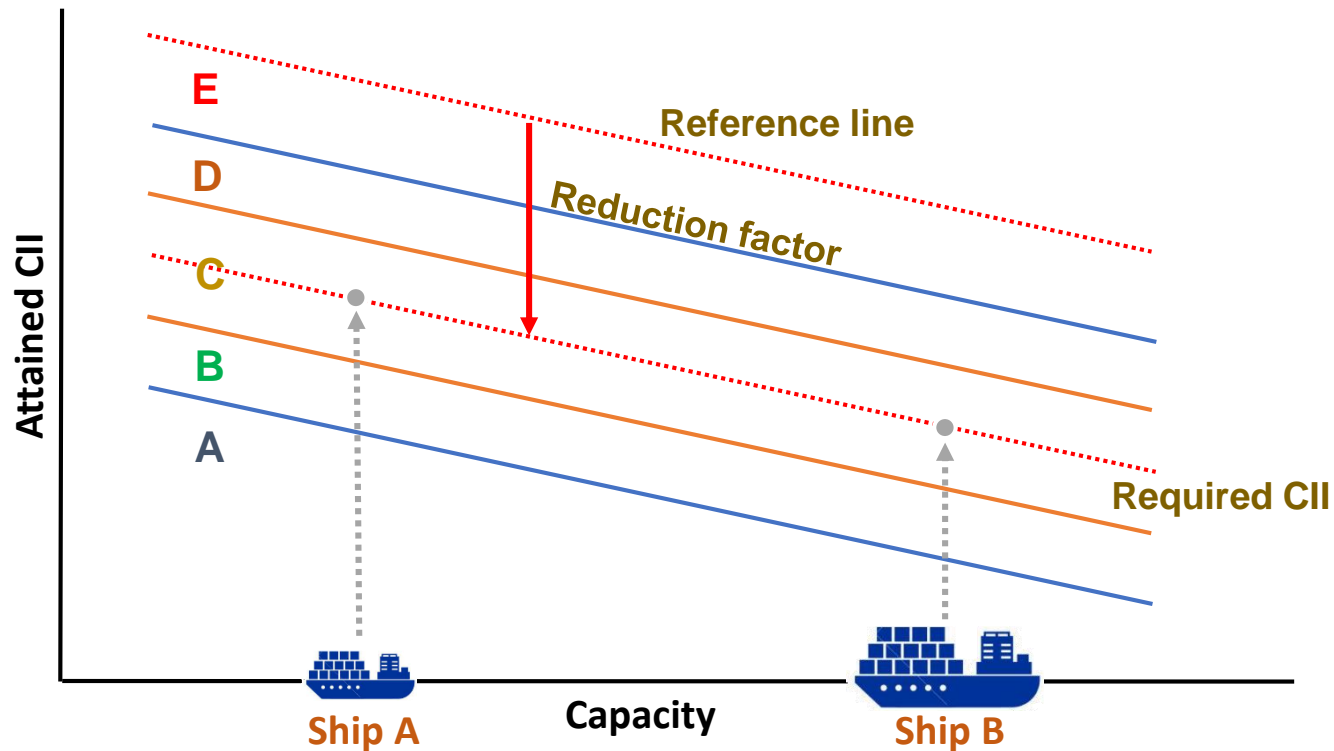 E
Reference line
D
Reduction factor
C
B
A
Attained CII
Required CII
Capacity
Ship A
Ship B